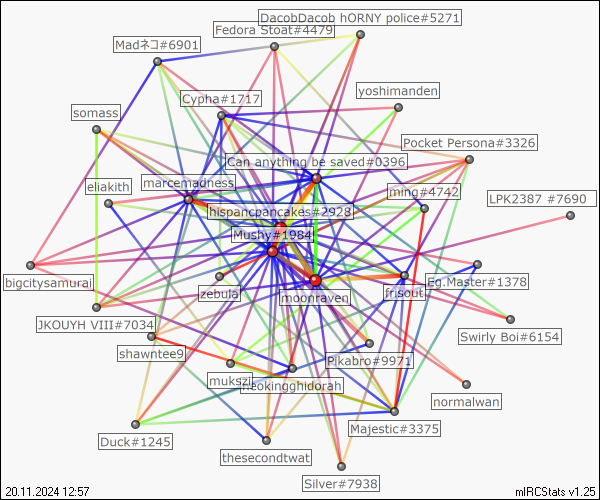 DacobDacob hORNY police#5271
Fedora Stoat#4479
Madネコ#6901
yoshimanden
Cypha#1717
somass
Pocket Persona#3326
Can anything be saved#0396
marcemadness
eliakith
ming#4742
LPK2387 #7690
hispancpancakes#2928
Mushy#1984
bigcitysamurai
zebula
moonraven
frisout
Eg.Master#1378
JKOUYH VIII#7034
Swirly Boi#6154
shawntee9
Pikabro#9971
mukszi
neokingghidorah
normalwan
Duck#1245
Majestic#3375
thesecondtwat
Silver#7938
20.11.2024 12:57
mIRCStats v1.25